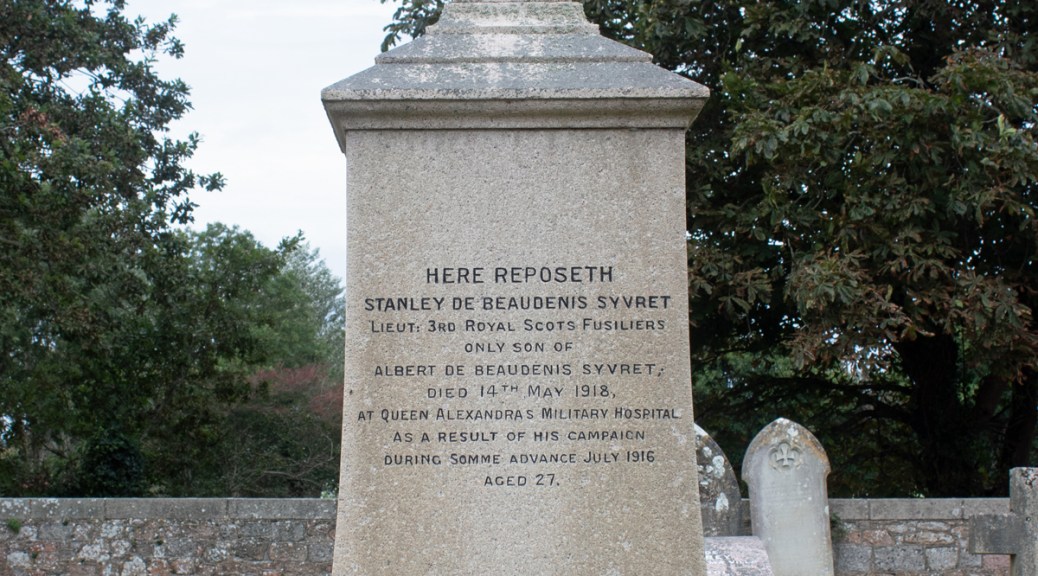 HERE REPOSETH
STANLEY DE BEAUDENIS SYVRET
LIEUT: 3RD ROYAL SCOTS FUSILIERS
ONLY SON OF
ALBERT DE BEAUDENIS SYVRET,
DIED 14TH MAY 1918,
AT QUEEN ALEXANDRA'S MILITARY HOSPITAL
AS A RESULT OF HIS CAMPAIGN
DURING SOMME ADVANCE JULY 1916
AGED 27.